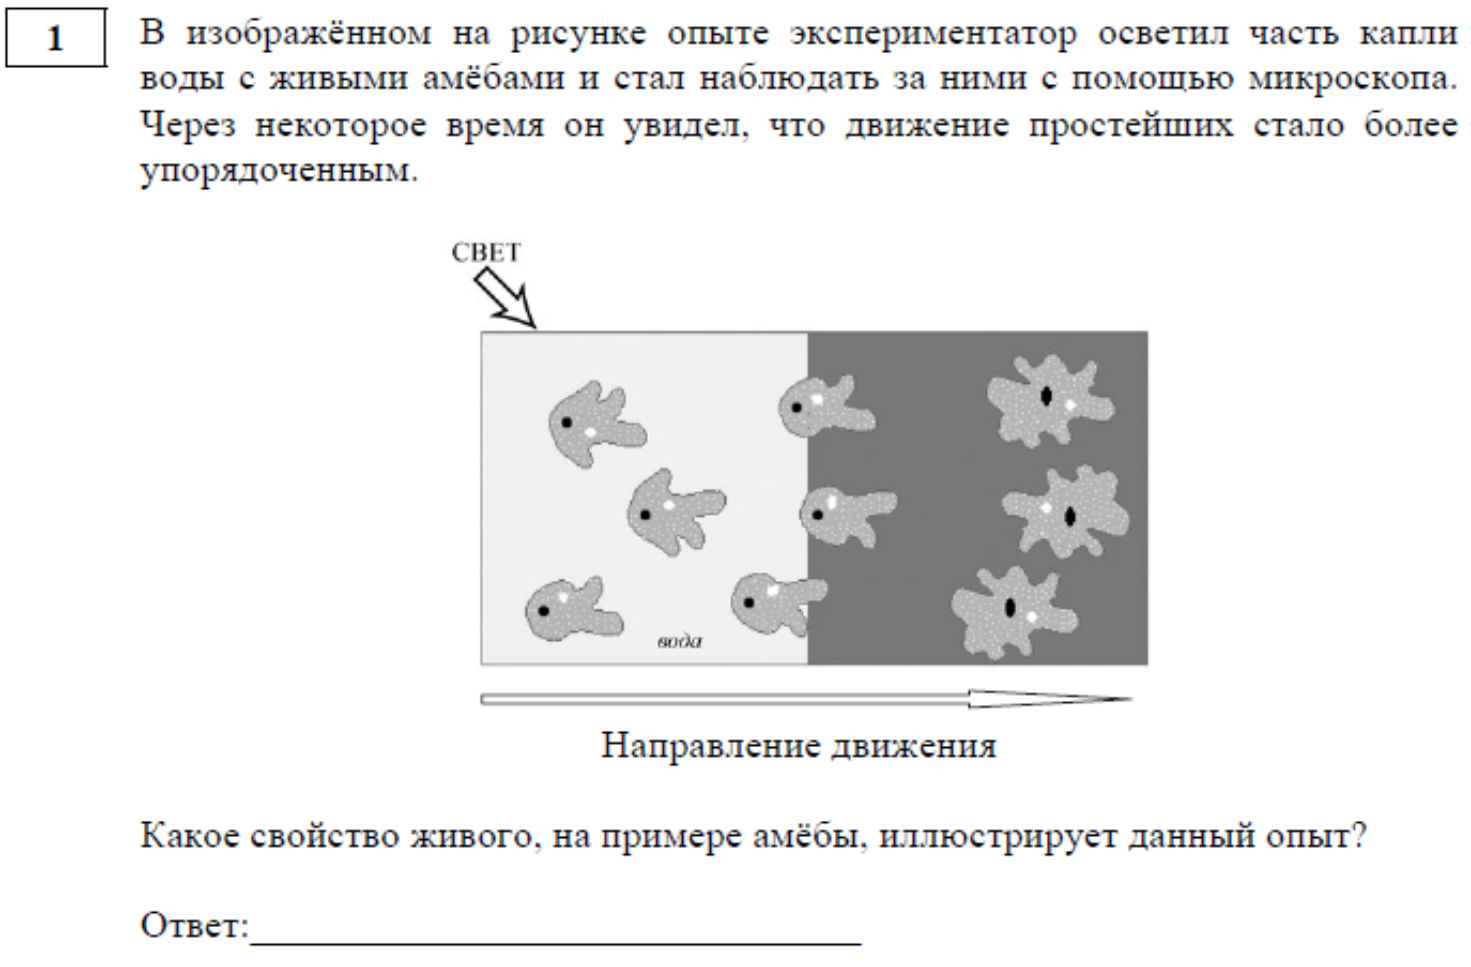 1
В изображённом на рисунке опыте экспериментатор осветил часть капли
воды с живыми амёбами и стал наблюдать за ними с помощью микроскопа.
Через некоторое время он увидел, что движение простейших стало более
упорядоченным.
СВЕТ
вода
Направление движения
Какое свойство живого, на примере амёбы, иллюстрирует данный опыт?
Ответ: